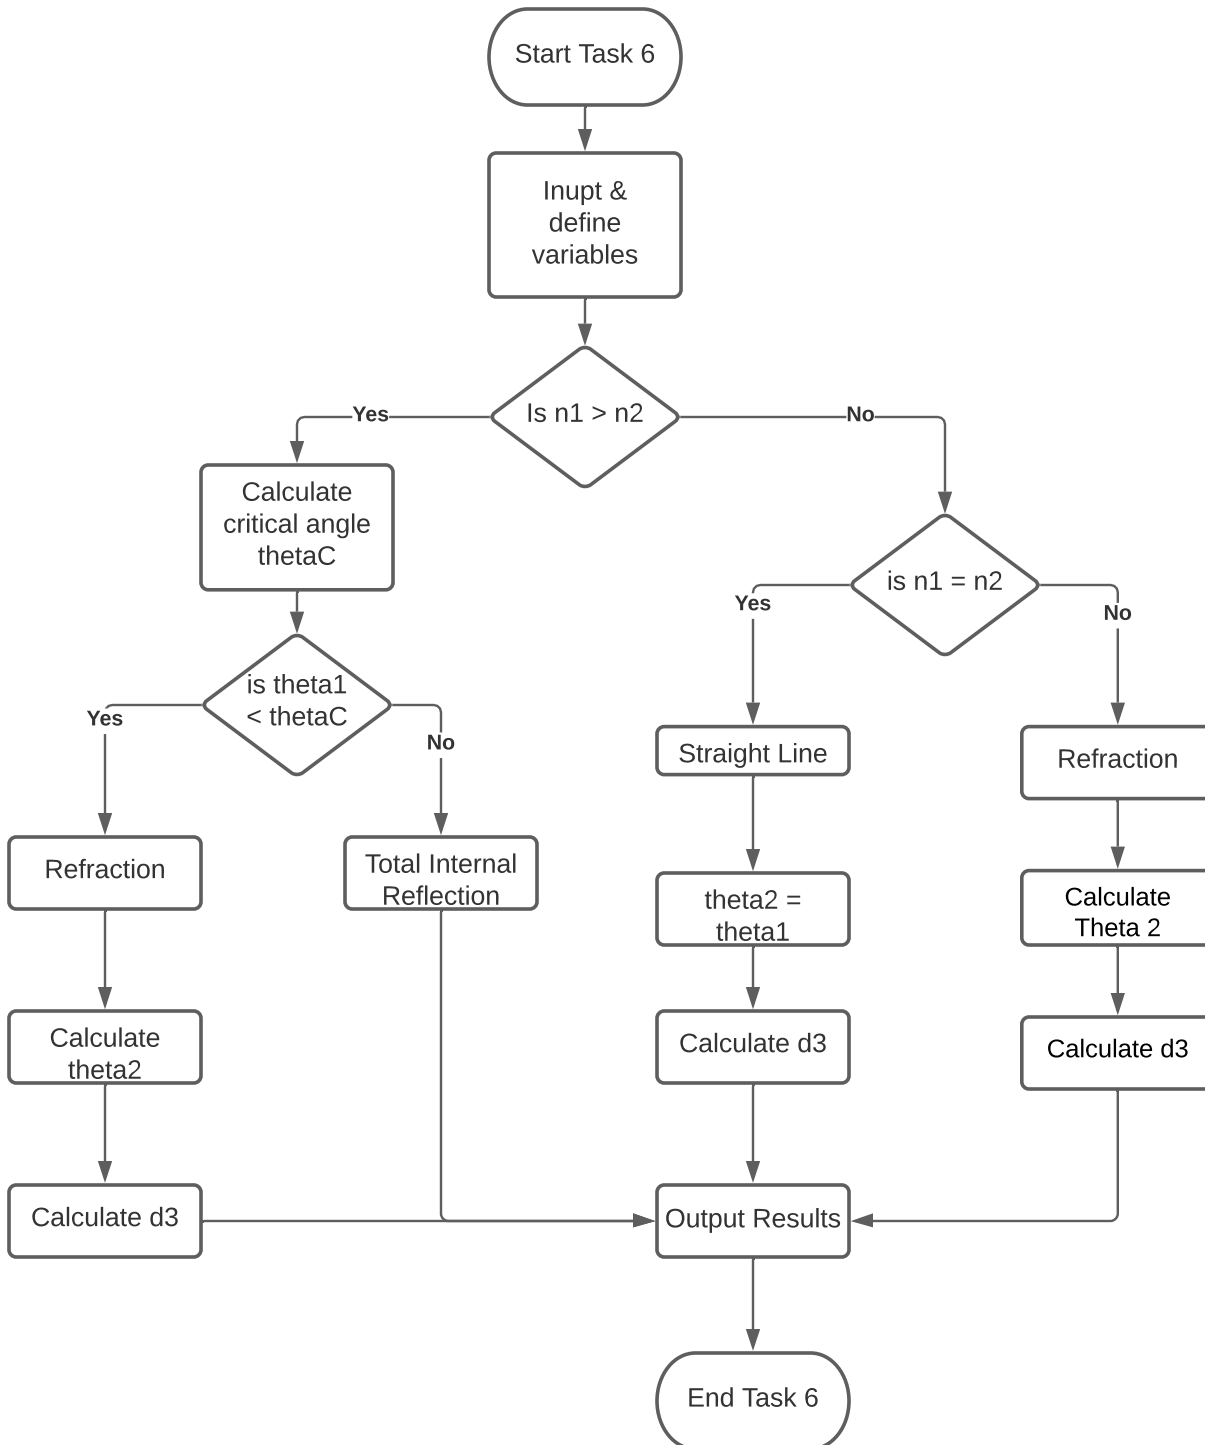 Start Task 6
Inupt &
define
variables
Is n1 > n2
Yes
No
Calculate
critical angle
thetaC
is n1 = n2
Yes
No
is theta1
< thetaC
Yes
No
Straight Line
Refraction
Refraction
Total Internal
Reflection
theta2 =
theta1
Calculate
Theta 2
Calculate
theta2
Calculate d3
Calculate d3
Calculate d3
Output Results
End Task 6